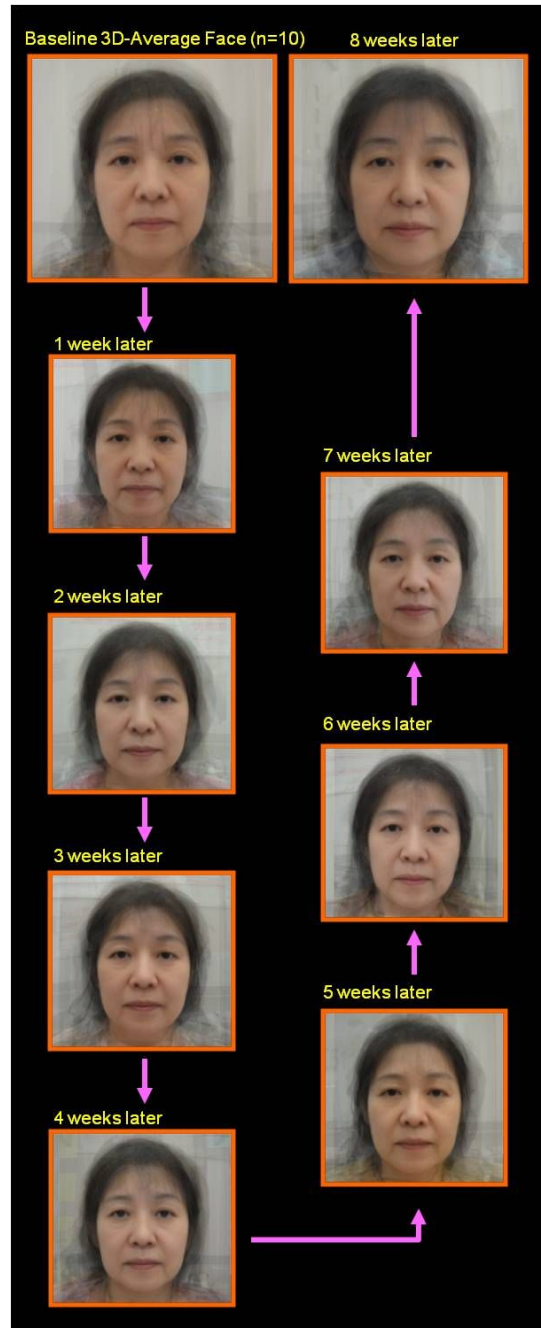 Baseline 3D-Average Face (n=10)
8 weeks later
1 week later
2 weeks later
3 weeks later
4 weeks later
5 weeks later
6 weeks later
7 weeks later